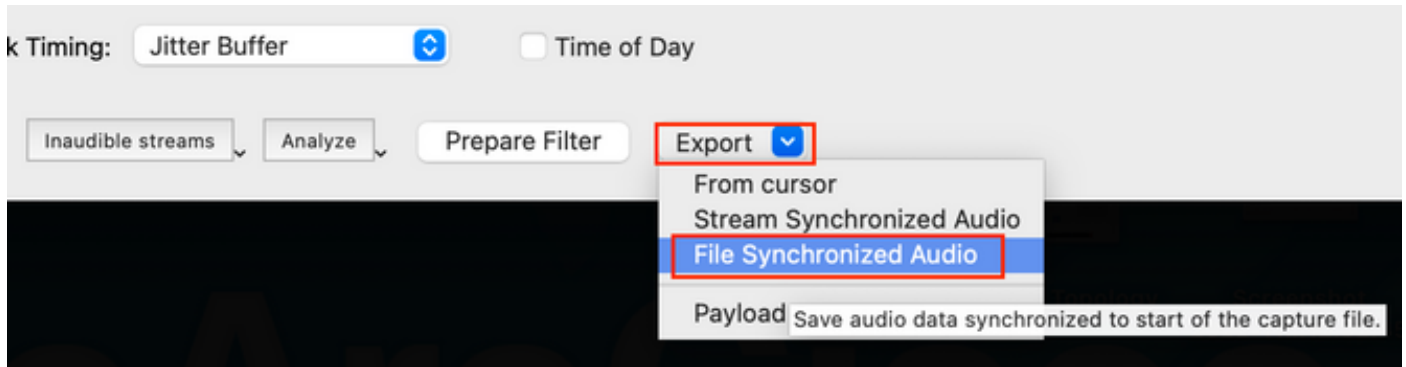 k Timing: Jitter Buffer Time of Day
Inaudible streams Analyze Prepare Filter Export
From cursor
Stream Synchronized Audio
File Synchronized Audio
Payload
Save audio data synchronized to start of the capture file.